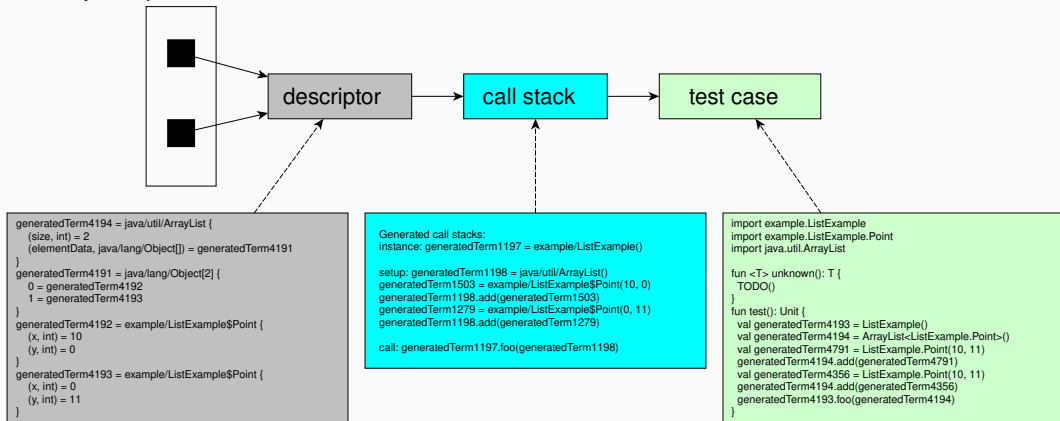 descriptor
call stack
test case
generatedTerm4194 = java/util/ArrayList {
(size, int) = 2
(elementData, java/lang/Object[]) = generatedTerm4191
}
generatedTerm4191 = java/lang/Object[2] {
0 = generatedTerm4192
1 = generatedTerm4193
}
generatedTerm4192 = example/ListExample$Point {
(x, int) = 10
(y, int) = 0
}
generatedTerm4193 = example/ListExample$Point {
(x, int) = 0
(y, int) = 11
}
Generated call stacks:
instance: generatedTerm1197 = example/ListExample()
setup: generatedTerm1198 = java/util/ArrayList()
generatedTerm1503 = example/ListExample$Point(10, 0)
generatedTerm1198.add(generatedTerm1503)
generatedTerm1279 = example/ListExample$Point(0, 11)
generatedTerm1198.add(generatedTerm1279)
call: generatedTerm1197.foo(generatedTerm1198)
import example.ListExample
import example.ListExample.Point
import java.util.ArrayList
fun <T> unknown(): T {
TODO()
}
fun test(): Unit {
val generatedTerm4193 = ListExample()
val generatedTerm4194 = ArrayList<ListExample.Point>()
val generatedTerm4791 = ListExample.Point(10, 11)
generatedTerm4194.add(generatedTerm4791)
val generatedTerm4356 = ListExample.Point(10, 11)
generatedTerm4194.add(generatedTerm4356)
generatedTerm4193.foo(generatedTerm4194)
}